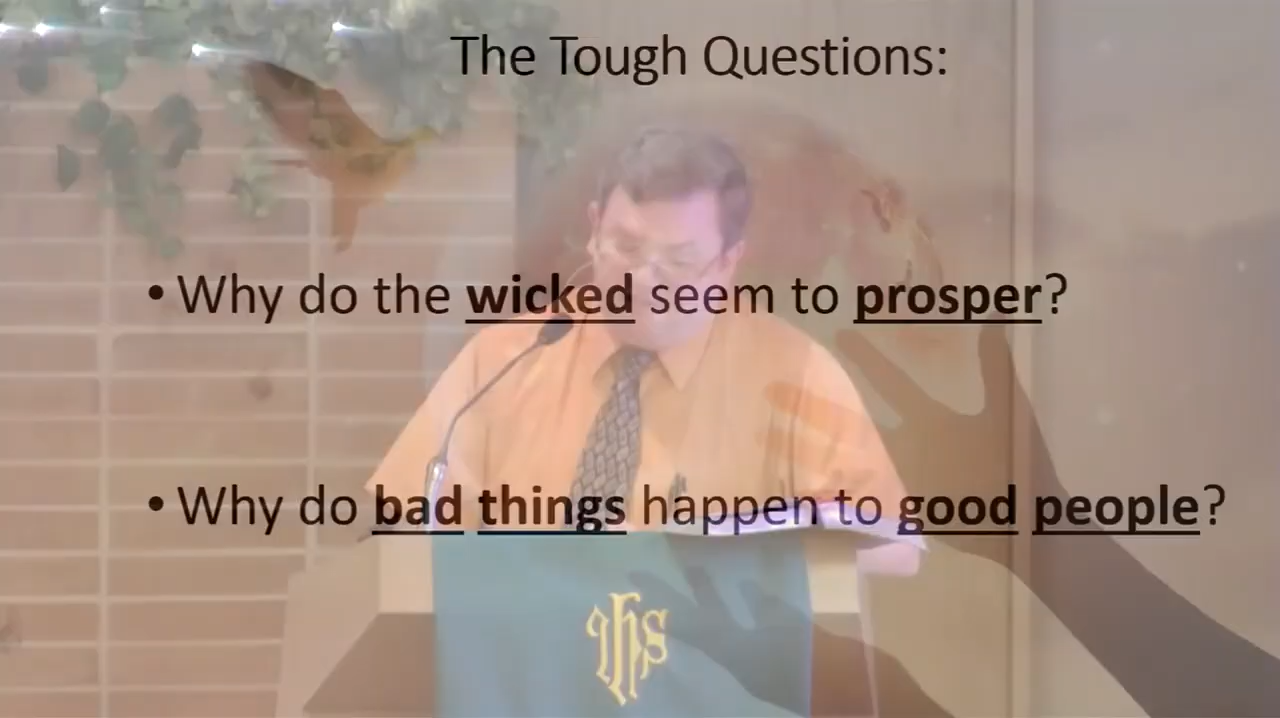 The Tough Questions:
• Why do the wicked seem to prosper?
• Why do bad things happen to good people?
IHS